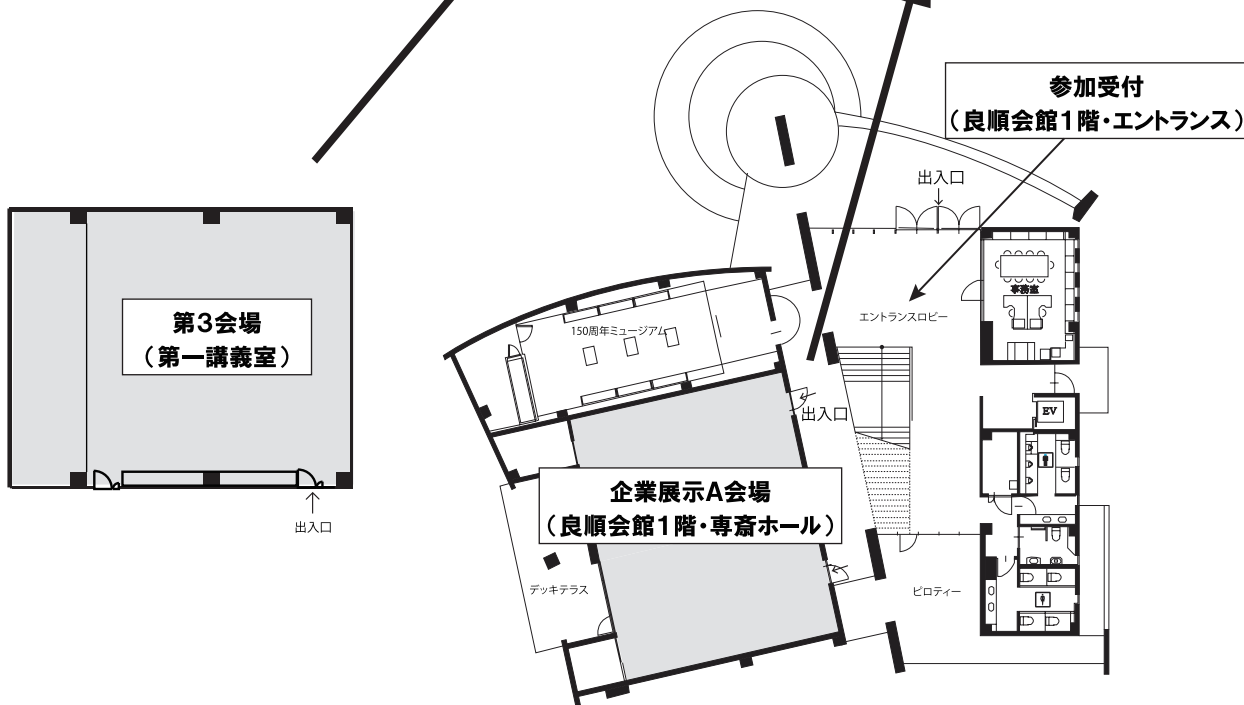 参加受付
（良順会館1階・エントランス）
出入口
事務室
エントランスロビー
150周年ミュージアム
第3会場
（第一講義室）
出入口
EV
企業展示A会場
（良順会館1階・専斎ホール）
出入口
デッキテラス
ピロティー